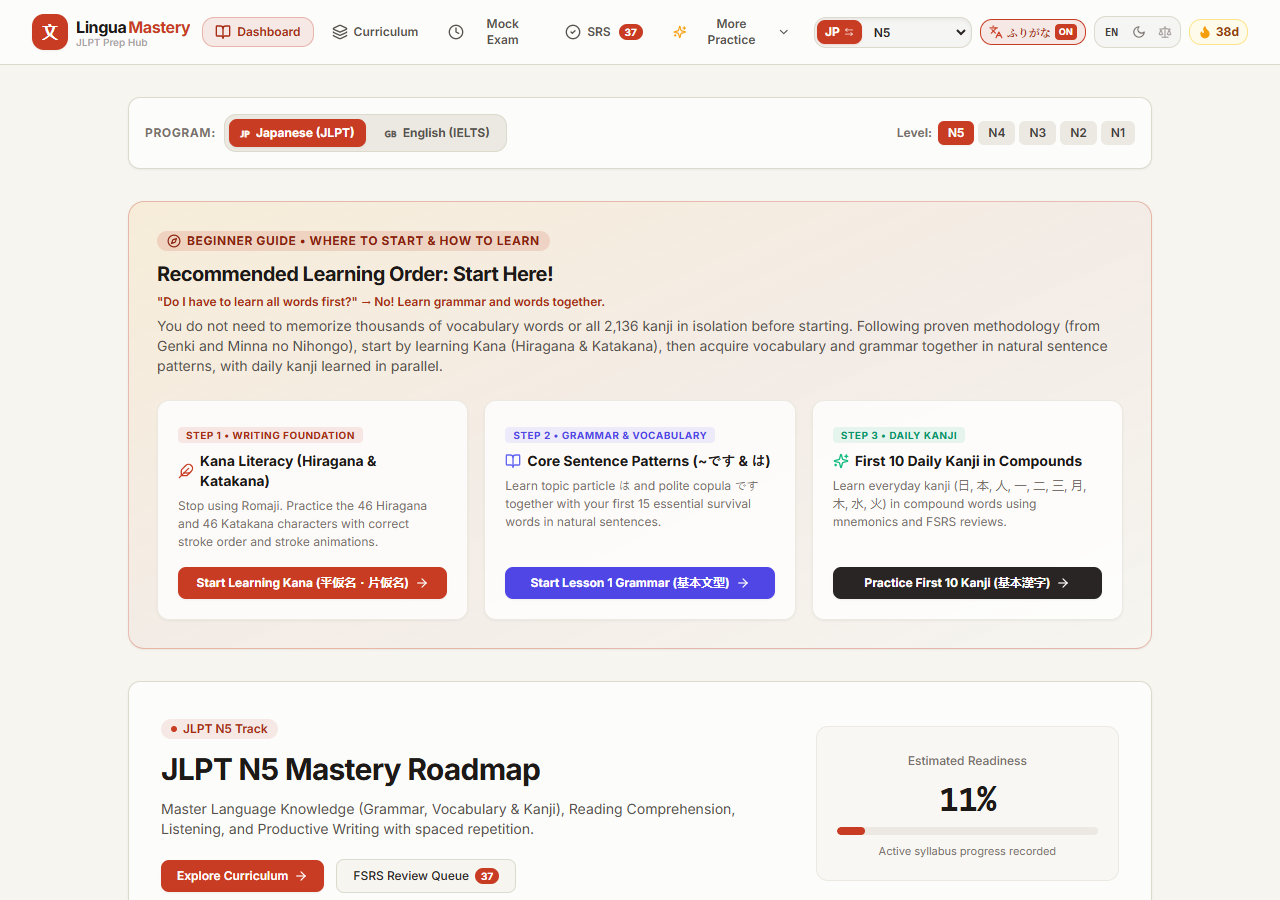 文
LinguaMastery
JLPT Prep Hub
Dashboard
Curriculum
Mock
Exam
SRS 37
More
Practice
JP N5
ふりがな ON
EN
38d
PROGRAM:
JP Japanese (JLPT)
GB English (IELTS)
Level: N5 N4 N3 N2 N1
BEGINNER GUIDE • WHERE TO START & HOW TO LEARN
Recommended Learning Order: Start Here!
"Do I have to learn all words first?" → No! Learn grammar and words together.
You do not need to memorize thousands of vocabulary words or all 2,136 kanji in isolation before starting. Following proven methodology (from
Genki and Minna no Nihongo), start by learning Kana (Hiragana & Katakana), then acquire vocabulary and grammar together in natural sentence
patterns, with daily kanji learned in parallel.
STEP 1 • WRITING FOUNDATION
Kana Literacy (Hiragana &
Katakana)
Stop using Romaji. Practice the 46 Hiragana
and 46 Katakana characters with correct
stroke order and stroke animations.
Start Learning Kana (平仮名・片仮名) →
STEP 2 • GRAMMAR & VOCABULARY
Core Sentence Patterns (~です & は)
Learn topic particle は and polite copula です
together with your first 15 essential survival
words in natural sentences.
Start Lesson 1 Grammar (基本文型) →
STEP 3 • DAILY KANJI
First 10 Daily Kanji in Compounds
Learn everyday kanji (日, 本, 人, 一, 二, 三, 月,
木, 水, 火) in compound words using
mnemonics and FSRS reviews.
Practice First 10 Kanji (基本漢字) →
JLPT N5 Track
JLPT N5 Mastery Roadmap
Master Language Knowledge (Grammar, Vocabulary & Kanji), Reading Comprehension,
Listening, and Productive Writing with spaced repetition.
Explore Curriculum →
FSRS Review Queue 37
Estimated Readiness
11%
Active syllabus progress recorded